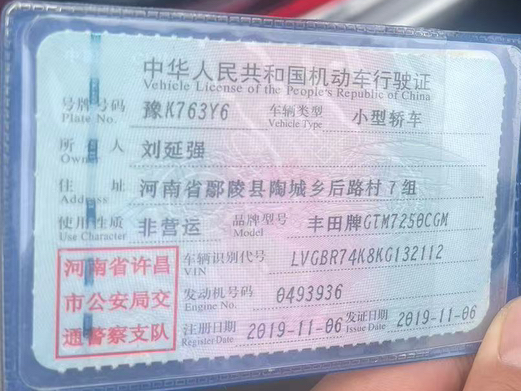 中华人民共和国机动车行驶证
Vehicle License of the People's Republic of China
号牌号码 豫K763Y6 车辆类型 小型轿车
Plate No. Vehicle Type
所有人 刘延强
Owner
住址 河南省鄢陵县陶城乡后路村7组
Address
使用性质 非营运 品牌型号 丰田牌GTM7250CGM
Use Character Model
河南省许昌
市公安局交
通警察支队
车辆识别代号 LVGBR74K8KG132112
VIN
发动机号码 0493936
Engine No.
注册日期 2019-11-06 发证日期 2019-11-06
Register Date Issue Date